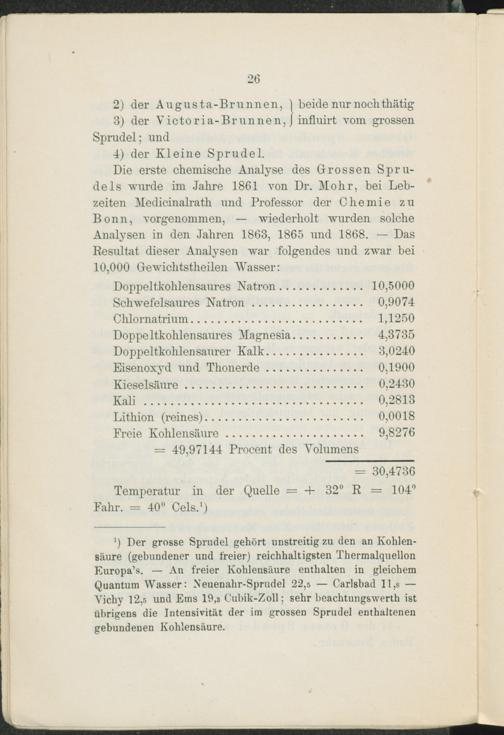 26
2) der Augusta-Brunnen, } beide nur noch thätig
3) der Victoria-Brunnen, } influirt vom grossen
Sprudel; und
4) der Kleine Sprudel.
Die erste chemische Analyse des Grossen Spru-
dels wurde im Jahre 1861 von Dr. Mohr, bei Leb-
zeiten Medicinalrath und Professor der Chemie zu
Bonn, vorgenommen, — wiederholt wurden solche
Analysen in den Jahren 1863, 1865 und 1868. — Das
Resultat dieser Analysen war folgendes und zwar bei
10,000 Gewichtstheilen Wasser:
Doppeltkohlensaures Natron ............. 10,5000
Schwefelsaures Natron ................. 0,9074
Chlornatrium .......................... 1,1250
Doppeltkohlensaures Magnesia ........... 4,3735
Doppeltkohlensaurer Kalk ............... 3,0240
Eisenoxyd und Thonerde ............... 0,1900
Kieselsäure ........................... 0,2430
Kali ................................. 0,2813
Lithion (reines) ........................ 0,0018
Freie Kohlensäure ..................... 9,8276
= 49,97144 Procent des Volumens
= 30,4736
Temperatur in der Quelle = + 32° R = 104°
Fahr. = 40° Cels.¹)
¹) Der grosse Sprudel gehört unstreitig zu den an Kohlen-
säure (gebundener und freier) reichhaltigsten Thermalquellon
Europa's. — An freier Kohlensäure enthalten in gleichem
Quantum Wasser: Neuenahr-Sprudel 22,5 — Carlsbad 11,8 —
Vichy 12,5 und Ems 19,3 Cubik-Zoll; sehr beachtungswerth ist
übrigens die Intensivität der im grossen Sprudel enthaltenen
gebundenen Kohlensäure.